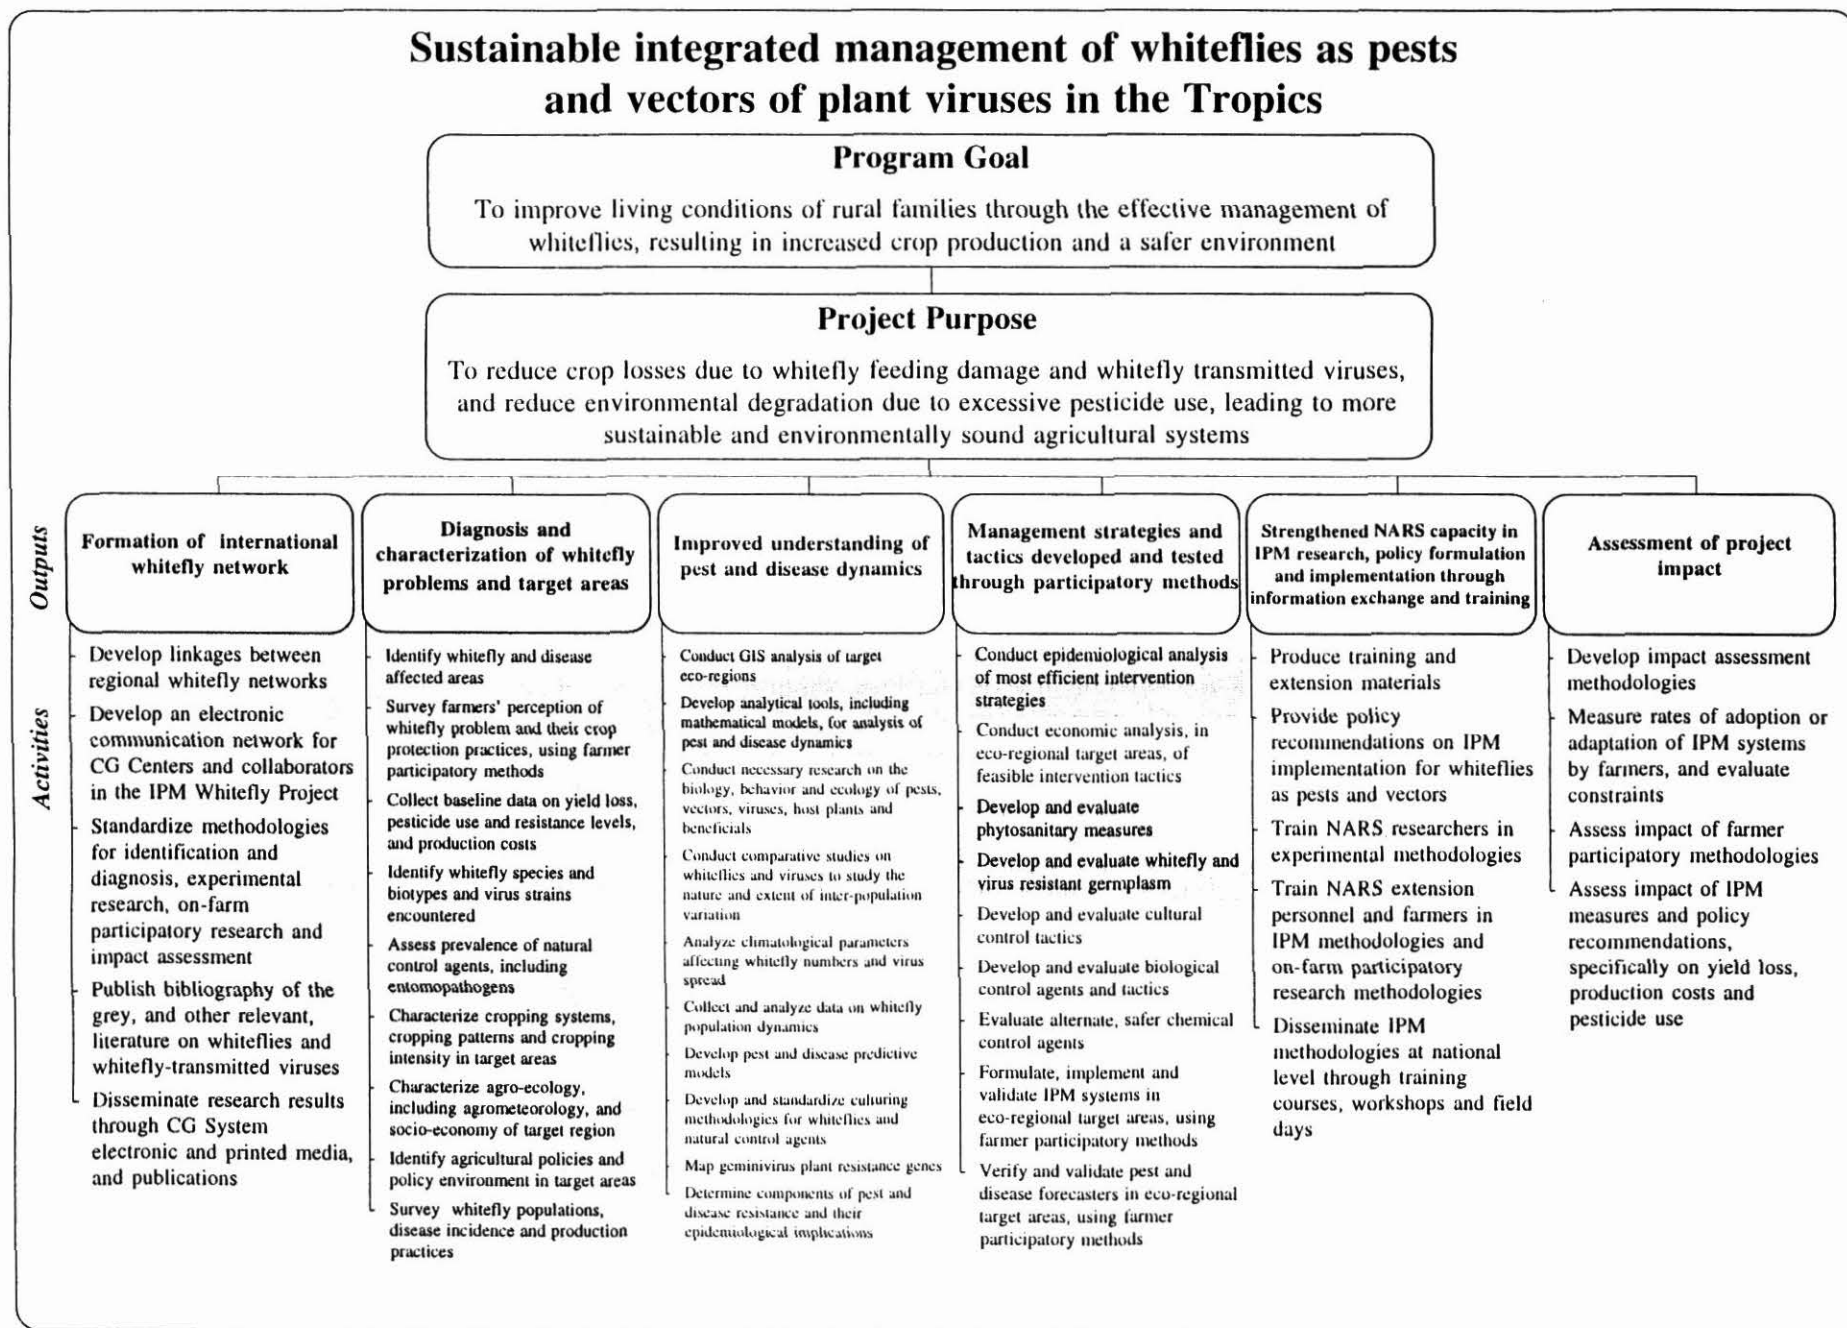 Sustainable integrated management of whiteflies as pests
and vectors of plant viruses in the Tropics
Program Goal
To improve living conditions of rural families through the effective management of
whiteflies, resulting in increased crop production and a safer environment
Project Purpose
To reduce crop losses due to whitefly feeding damage and whitefly transmitted viruses,
and reduce environmental degradation due to excessive pesticide use, leading to more
sustainable and environmentally sound agricultural systems
Outputs
Activities
Formation of international
whitefly network
Develop linkages between
regional whitefly networks
Develop an electronic
communication network for
CG Centers and collaborators
in the IPM Whitefly Project
Standardize methodologies
for identification and
diagnosis, experimental
research, on-farm
participatory research and
impact assessment
Publish bibliography of the
grey, and other relevant,
literature on whiteflies and
whitefly-transmitted viruses
Disseminate research results
through CG System
electronic and printed media,
and publications
Diagnosis and
characterization of whitefly
problems and target areas
Identify whitefly and disease
affected areas
Survey farmers' perception of
whitefly problem and their crop
protection practices, using farmer
participatory methods
Collect baseline data on yield loss,
pesticide use and resistance levels,
and production costs
Identify whitefly species and
biotypes and virus strains
encountered
Assess prevalence of natural
control agents, including
entomopathogens
Characterize cropping systems,
cropping patterns and cropping
intensity in target areas
Characterize agro-ecology,
including agrometeorology, and
socio-economy of target region
Identify agricultural policies and
policy environment in target areas
Survey whitefly populations,
disease incidence and production
practices
Improved understanding of
pest and disease dynamics
Conduct GIS analysis of target
eco-regions
Develop analytical tools, including
mathematical models, for analysis of
pest and disease dynamics
Conduct necessary research on the
biology, behavior and ecology of pests,
vectors, viruses, host plants and
beneficials
Conduct comparative studies on
whiteflies and viruses to study the
nature and extent of inter-population
variation
Analyze climatological parameters
affecting whitefly numbers and virus
spread
Collect and analyze data on whitefly
population dynamics
Develop pest and disease predictive
models
Develop and standardize culturing
methodologies for whiteflies and
natural control agents
Map geminivirus plant resistance genes
Determine components of pest and
disease resistance and their
epidemiological implications
Management strategies and
tactics developed and tested
through participatory methods
Conduct epidemiological analysis
of most efficient intervention
strategies
Conduct economic analysis, in
eco-regional target areas, of
feasible intervention tactics
Develop and evaluate
phytosanitary measures
Develop and evaluate whitefly and
virus resistant germplasm
Develop and evaluate cultural
control tactics
Develop and evaluate biological
control agents and tactics
Evaluate alternate, safer chemical
control agents
Formulate, implement and
validate IPM systems in
eco-regional target areas, using
farmer participatory methods
Verify and validate pest and
disease forecasters in eco-regional
target areas, using farmer
participatory methods
Strengthened NARS capacity in
IPM research, policy formulation
and implementation through
information exchange and training
Produce training and
extension materials
Provide policy
recommendations on IPM
implementation for whiteflies
as pests and vectors
Train NARS researchers in
experimental methodologies
Train NARS extension
personnel and farmers in
IPM methodologies and
on-farm participatory
research methodologies
Disseminate IPM
methodologies at national
level through training
courses, workshops and field
days
Assessment of project
impact
Develop impact assessment
methodologies
Measure rates of adoption or
adaptation of IPM systems
by farmers, and evaluate
constraints
Assess impact of farmer
participatory methodologies
Assess impact of IPM
measures and policy
recommendations,
specifically on yield loss,
production costs and
pesticide use